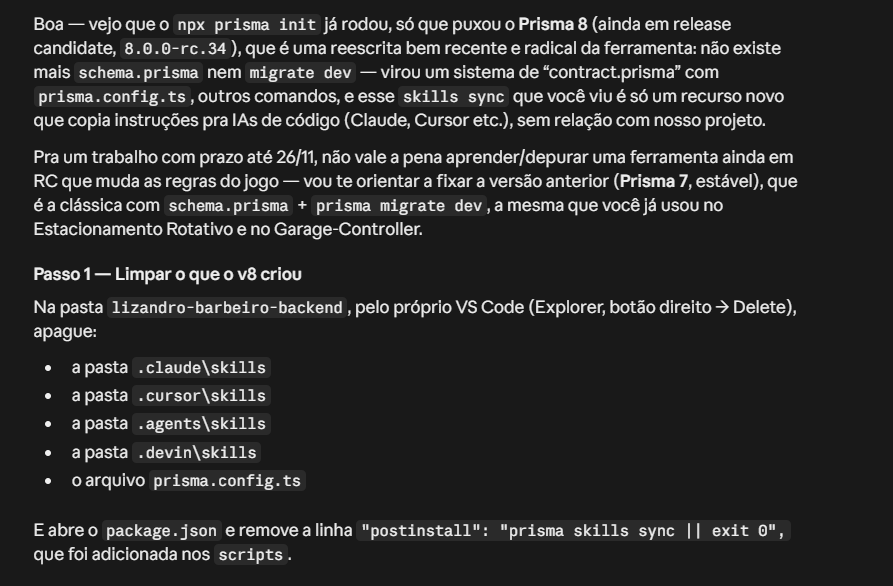 Boa — vejo que o npx prisma init já rodou, só que puxou o Prisma 8 (ainda em release
candidate, 8.0.0-rc.34), que é uma reescrita bem recente e radical da ferramenta: não existe
mais schema.prisma nem migrate dev — virou um sistema de “contract.prisma” com
prisma.config.ts, outros comandos, e esse skills sync que você viu é só um recurso novo
que copia instruções pra IAs de código (Claude, Cursor etc.), sem relação com nosso projeto.
Pra um trabalho com prazo até 26/11, não vale a pena aprender/depurar uma ferramenta ainda em
RC que muda as regras do jogo — vou te orientar a fixar a versão anterior (Prisma 7, estável), que
é a clássica com schema.prisma + prisma migrate dev, a mesma que você já usou no
Estacionamento Rotativo e no Garage-Controller.
Passo 1 — Limpar o que o v8 criou
Na pasta lizandro-barbeiro-backend, pelo próprio VS Code (Explorer, botão direito → Delete),
apague:
• a pasta .claude\skills
• a pasta .cursor\skills
• a pasta .agents\skills
• a pasta .devin\skills
• o arquivo prisma.config.ts
E abre o package.json e remove a linha "postinstall": "prisma skills sync || exit 0",
que foi adicionada nos scripts.